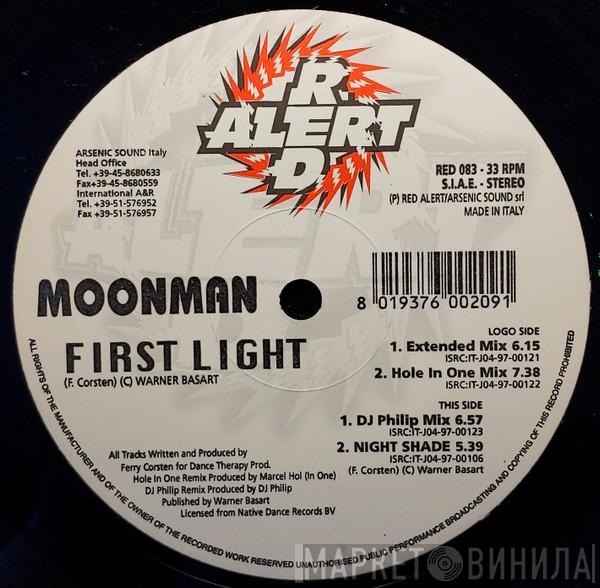 RED
ALERT
ARSENIC SOUND Italy
Head Office
Tel. +39-45-8680633
Fax+39-45-8680559
International A&R
Tel. +39-51-576952
Fax +39-51-576957
RED 083 - 33 RPM
S.I.A.E. - STEREO
(P) RED ALERT/ARSENIC SOUND srl
MADE IN ITALY
MOONMAN
FIRST LIGHT
(F. Corsten) (C) WARNER BASART
8 019376 002091
LOGO SIDE
1. Extended Mix 6.15
ISRC:IT-J04-97-00121
2. Hole In One Mix 7.38
ISRC:IT-J04-97-00122
THIS SIDE
1. DJ Philip Mix 6.57
ISRC:IT-J04-97-00123
2. NIGHT SHADE 5.39
ISRC:IT-J04-97-00106
(F. Corsten) (C) Warner Basart
All Tracks Written and Produced by
Ferry Corsten for Dance Therapy Prod.
Hole In One Remix Produced by Marcel Hol (In One)
DJ Philip Remix Produced by DJ Philip
Published by Warner Basart
Licensed from Native Dance Records BV
ALL RIGHTS OF THE MANUFACTURER AND OF THE OWNER OF THE RECORDED WORK RESERVED UNAUTHORISED PUBLIC PERFORMANCE BROADCASTING AND COPYING OF THIS RECORD PROHIBITED
МАРКЕТ ВИНИЛА